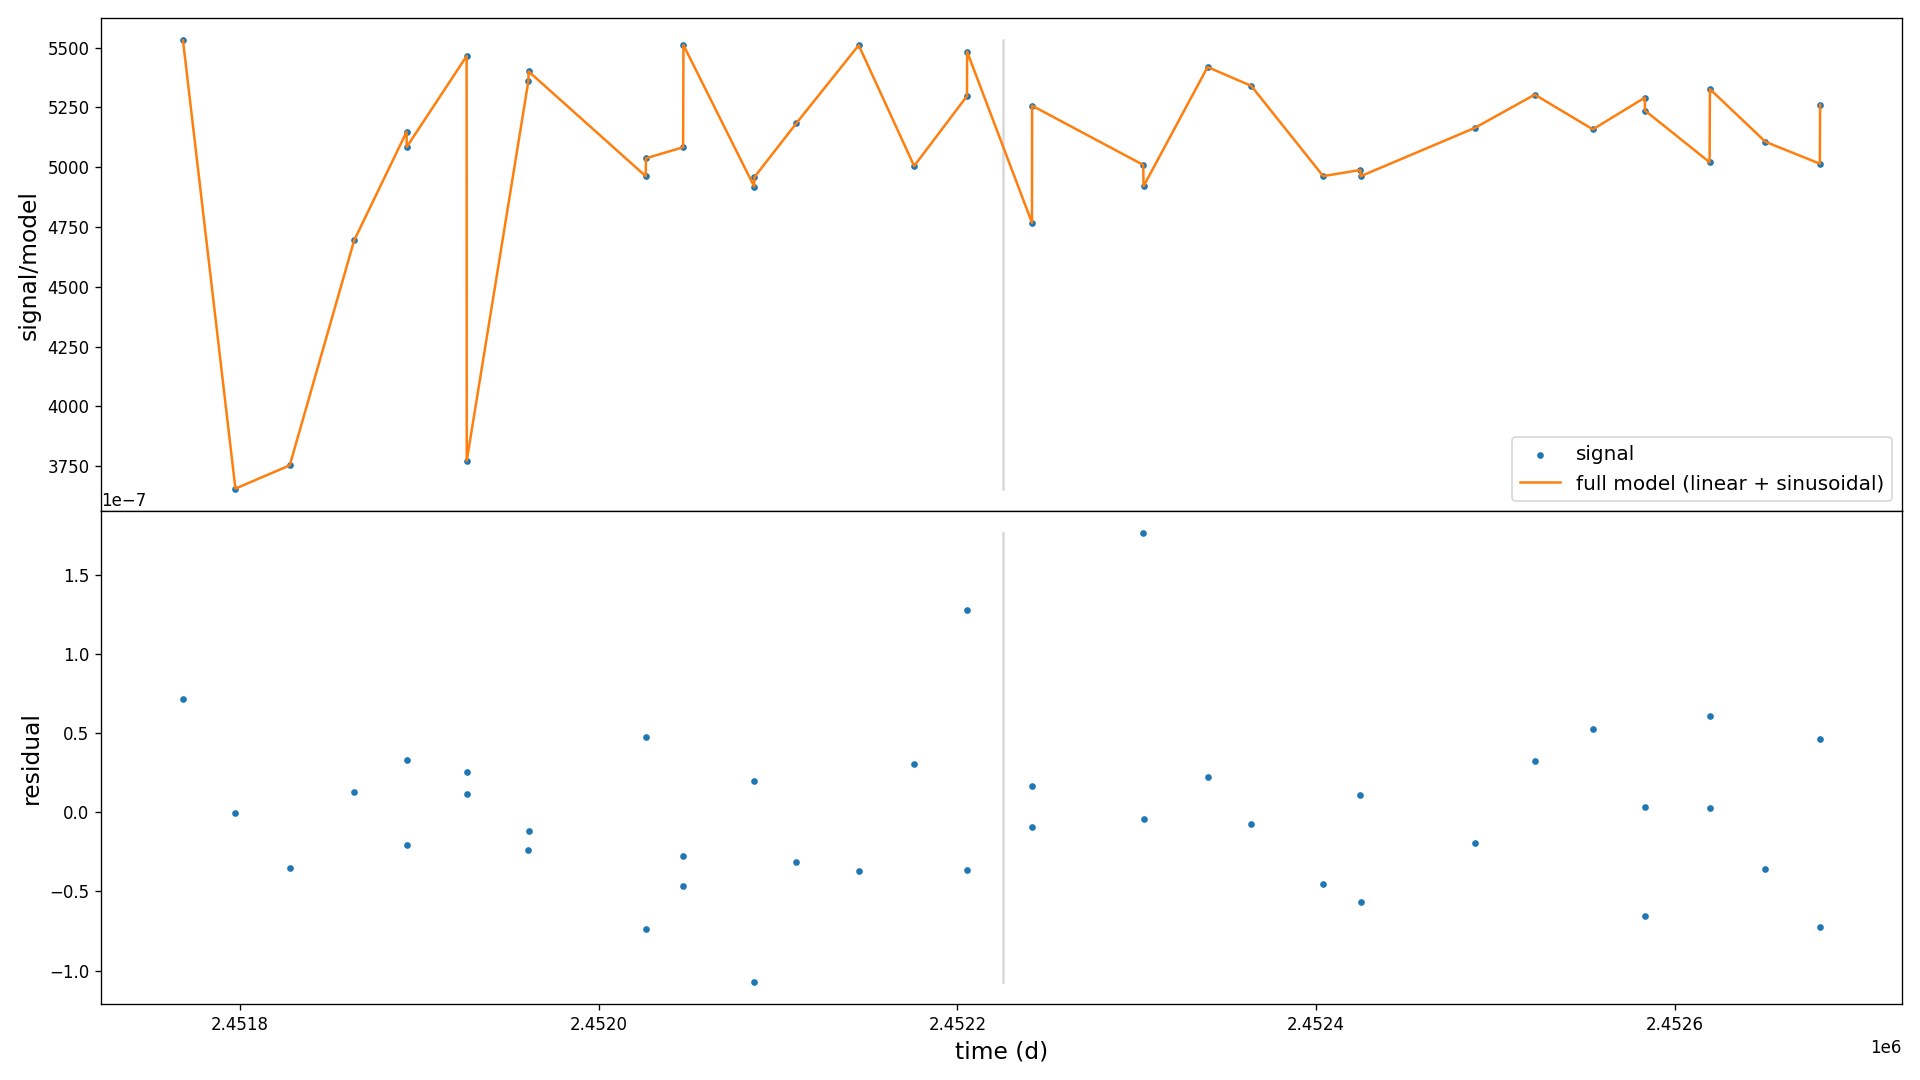 5500
5250
5000
4750
4500
4250
4000
3750
signal/model
signal
full model (linear + sinusoidal)
1e−7
1.5
1.0
0.5
0.0
−0.5
−1.0
residual
2.4518
2.4520
2.4522
2.4524
2.4526
1e6
time (d)